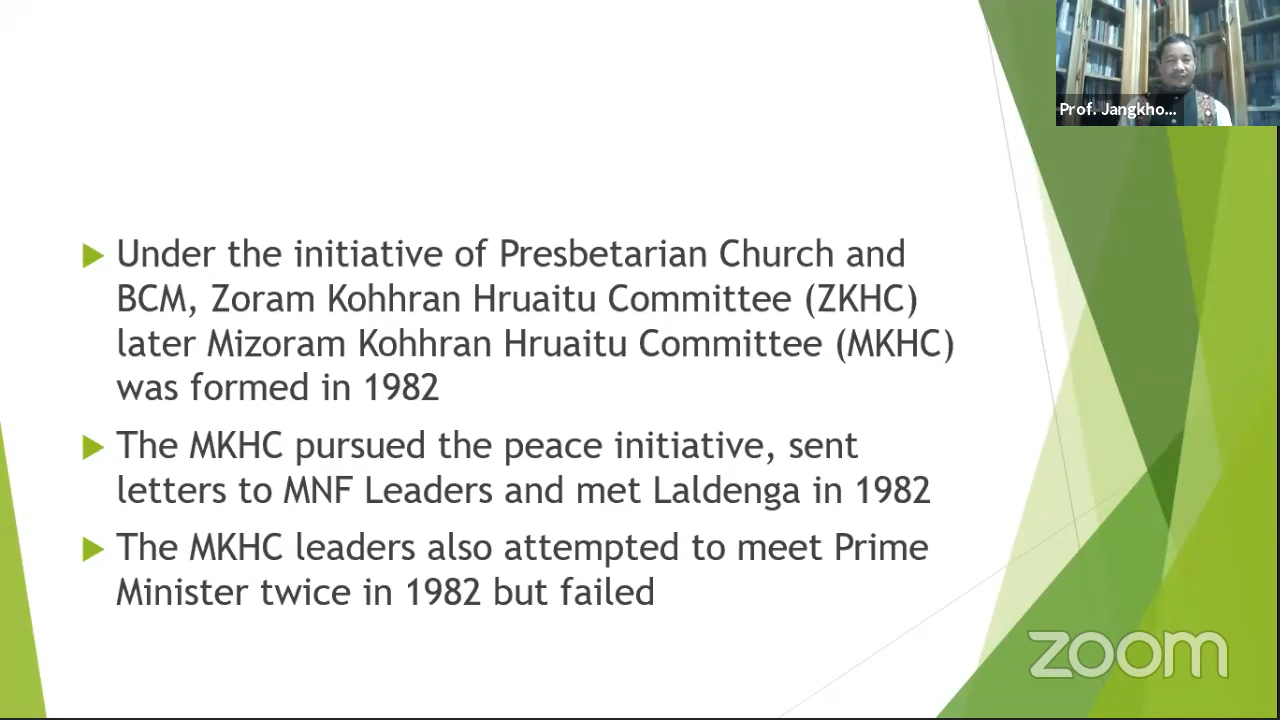 Prof. Jangkho...
Under the initiative of Presbetarian Church and
BCM, Zoram Kohhran Hruaitu Committee (ZKHC)
later Mizoram Kohhran Hruaitu Committee (MKHC)
was formed in 1982
The MKHC pursued the peace initiative, sent
letters to MNF Leaders and met Laldenga in 1982
The MKHC leaders also attempted to meet Prime
Minister twice in 1982 but failed
zoom